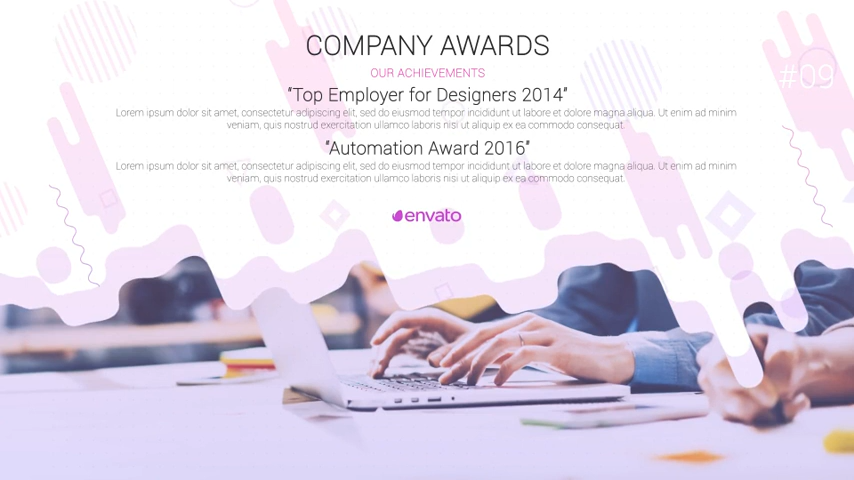 COMPANY AWARDS
#09
OUR ACHIEVEMENTS
“Top Employer for Designers 2014”
Lorem ipsum dolor sit amet, consectetur adipiscing elit, sed do eiusmod tempor incididunt ut labore et dolore magna aliqua. Ut enim ad minim
veniam, quis nostrud exercitation ullamco laboris nisi ut aliquip ex ea commodo consequat.
“Automation Award 2016”
Lorem ipsum dolor sit amet, consectetur adipiscing elit, sed do eiusmod tempor incididunt ut labore et dolore magna aliqua. Ut enim ad minim
veniam, quis nostrud exercitation ullamco laboris nisi ut aliquip ex ea commodo consequat.
envato